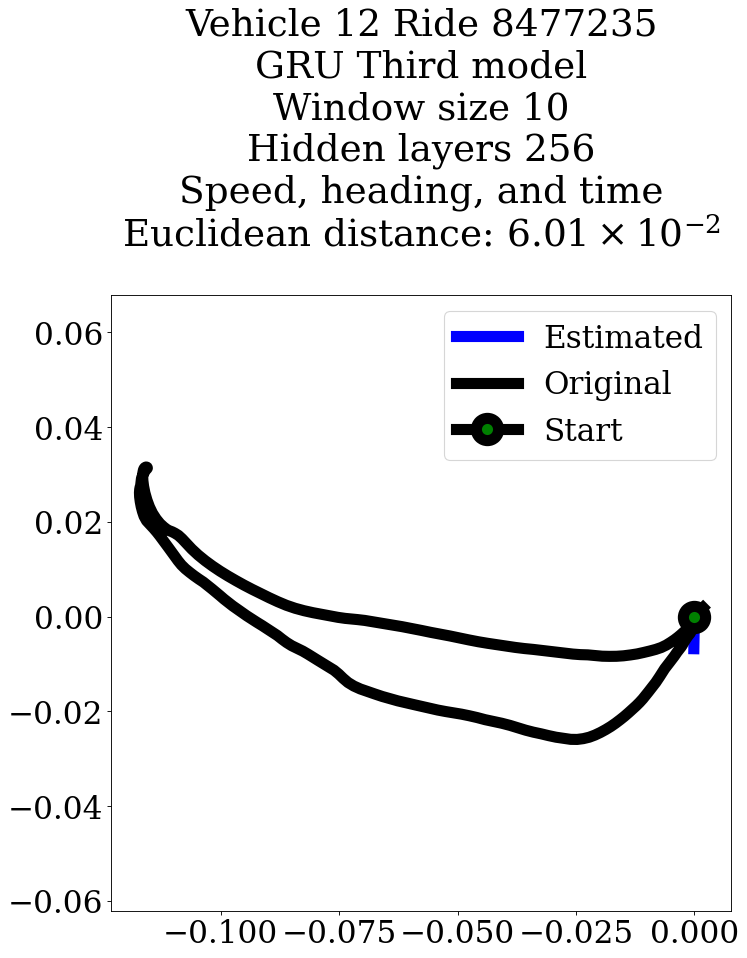 Vehicle 12 Ride 8477235
GRU Third model
Window size 10
Hidden layers 256
Speed, heading, and time
Euclidean distance: 6.01 × 10⁻²
Estimated
Original
Start
0.06
0.04
0.02
0.00
−0.02
−0.04
−0.06
−0.100 −0.075 −0.050 −0.025 0.000